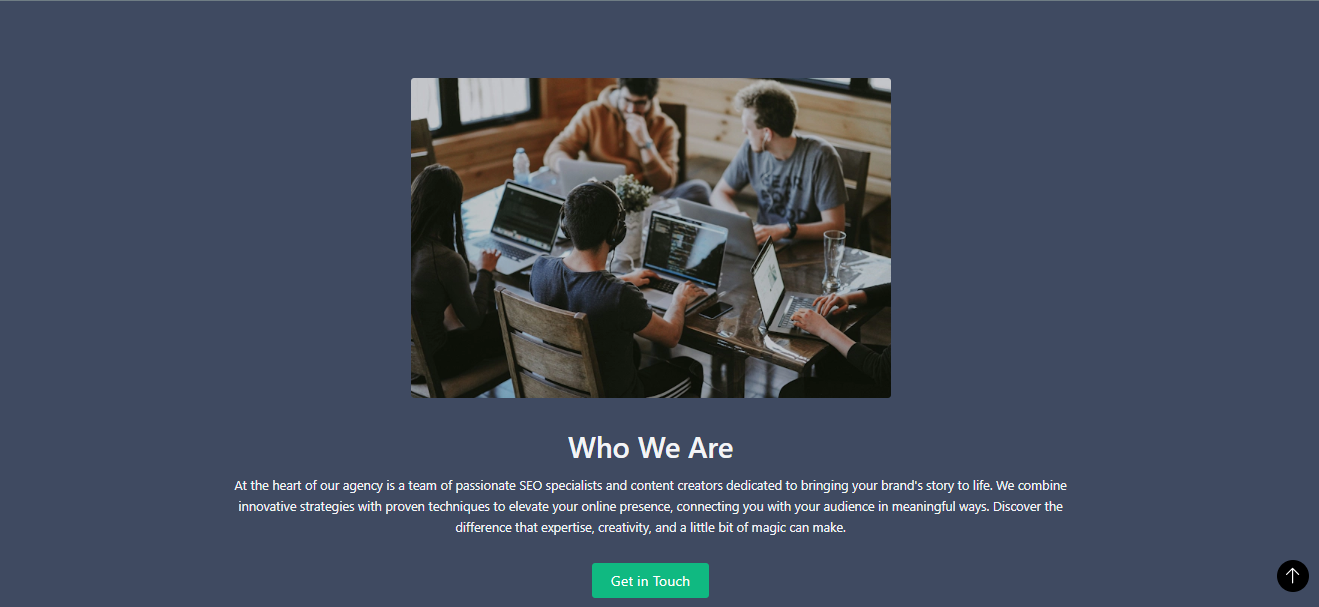 Who We Are
At the heart of our agency is a team of passionate SEO specialists and content creators dedicated to bringing your brand's story to life. We combine
innovative strategies with proven techniques to elevate your online presence, connecting you with your audience in meaningful ways. Discover the
difference that expertise, creativity, and a little bit of magic can make.
Get in Touch